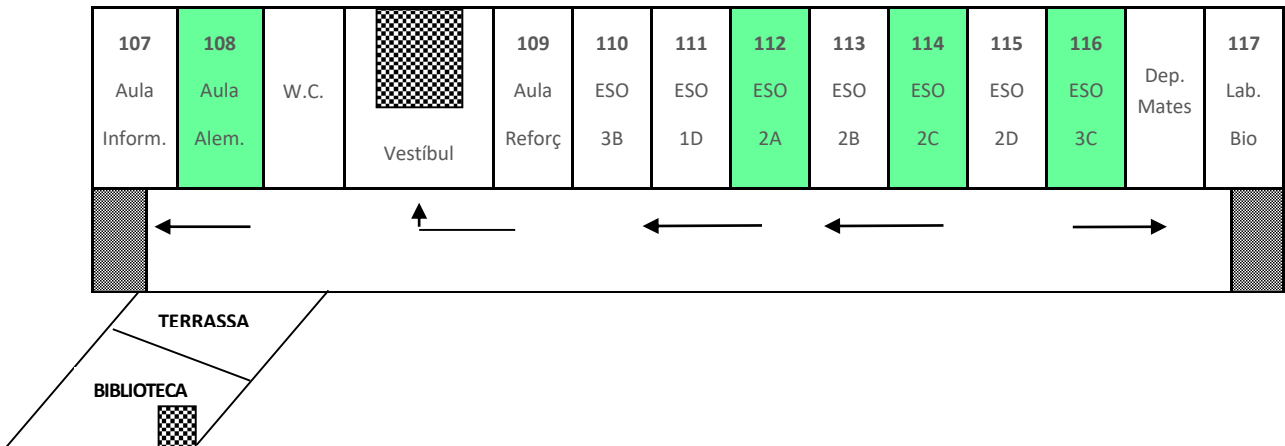 107
Aula
Inform.
108
Aula
Alem.
W.C.
Vestíbul
109
Aula
Reforç
110
ESO
3B
111
ESO
1D
112
ESO
2A
113
ESO
2B
114
ESO
2C
115
ESO
2D
116
ESO
3C
Dep.
Mates
117
Lab.
Bio
TERRASSA
BIBLIOTECA